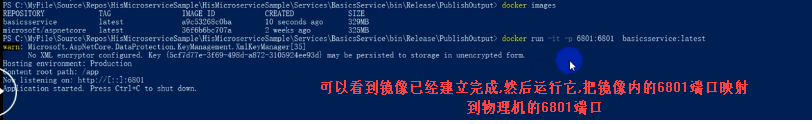 PS C:\MyFile\Source\Repos\HisMicroserviceSample\HisMicroserviceSample\Services\BasicsService\bin\Release\PublishOutput> docker images
REPOSITORY TAG IMAGE ID CREATED SIZE
basicsservice latest a9c53268c0ba 10 seconds ago 329MB
microsoft/aspnetcore latest 36f6b6bc707a 2 weeks ago 325MB
PS C:\MyFile\Source\Repos\HisMicroserviceSample\HisMicroserviceSample\Services\BasicsService\bin\Release\PublishOutput> docker run -it -p 6801:6801 basicsservice:latest
warn: Microsoft.AspNetCore.DataProtection.KeyManagement.XmlKeyManager[35]
No XML encryptor configured. Key {5cf7d77e-3f69-498d-a872-3105924ee93d} may be persisted to storage in unencrypted form.
Hosting environment: Production
Content root path: /app
Now listening on: http://[::]:6801
Application started. Press Ctrl+C to shut down.
可以看到镜像已经建立完成,然后运行它,把镜像内的6801端口映射
到物理机的6801端口